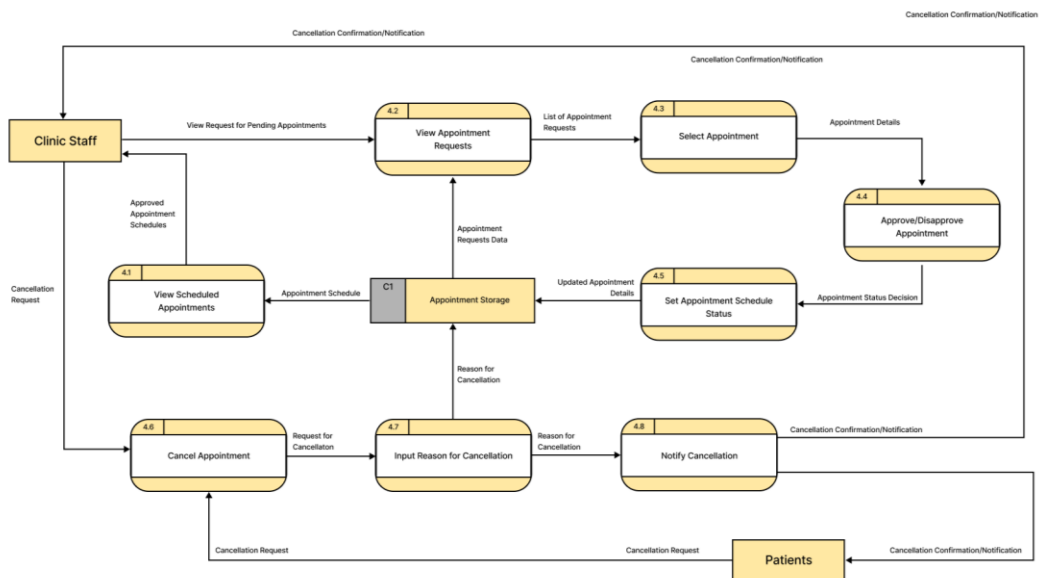 Cancellation Confirmation/Notification
Cancellation Confirmation/Notification
Cancellation Confirmation/Notification
4.2
View Appointment
Requests
4.3
Select Appointment
List of Appointment
Requests
View Request for Pending Appointments
Appointment Details
Clinic Staff
4.4
Approve/Disapprove
Appointment
Approved
Appointment
Schedules
Appointment
Requests Data
4.1
View Scheduled
Appointments
Appointment Schedule
C1
Appointment Storage
Updated Appointment
Details
4.5
Set Appointment Schedule
Status
Appointment Status Decision
Cancellation
Request
Reason for
Cancellation
4.6
Cancel Appointment
Request for
Cancellaton
4.7
Input Reason for Cancellation
Reason for
Cancellation
4.8
Notify Cancellation
Cancellation Confirmation/Notification
Cancellation Request
Cancellation Request
Patients
Cancellation Confirmation/Notification